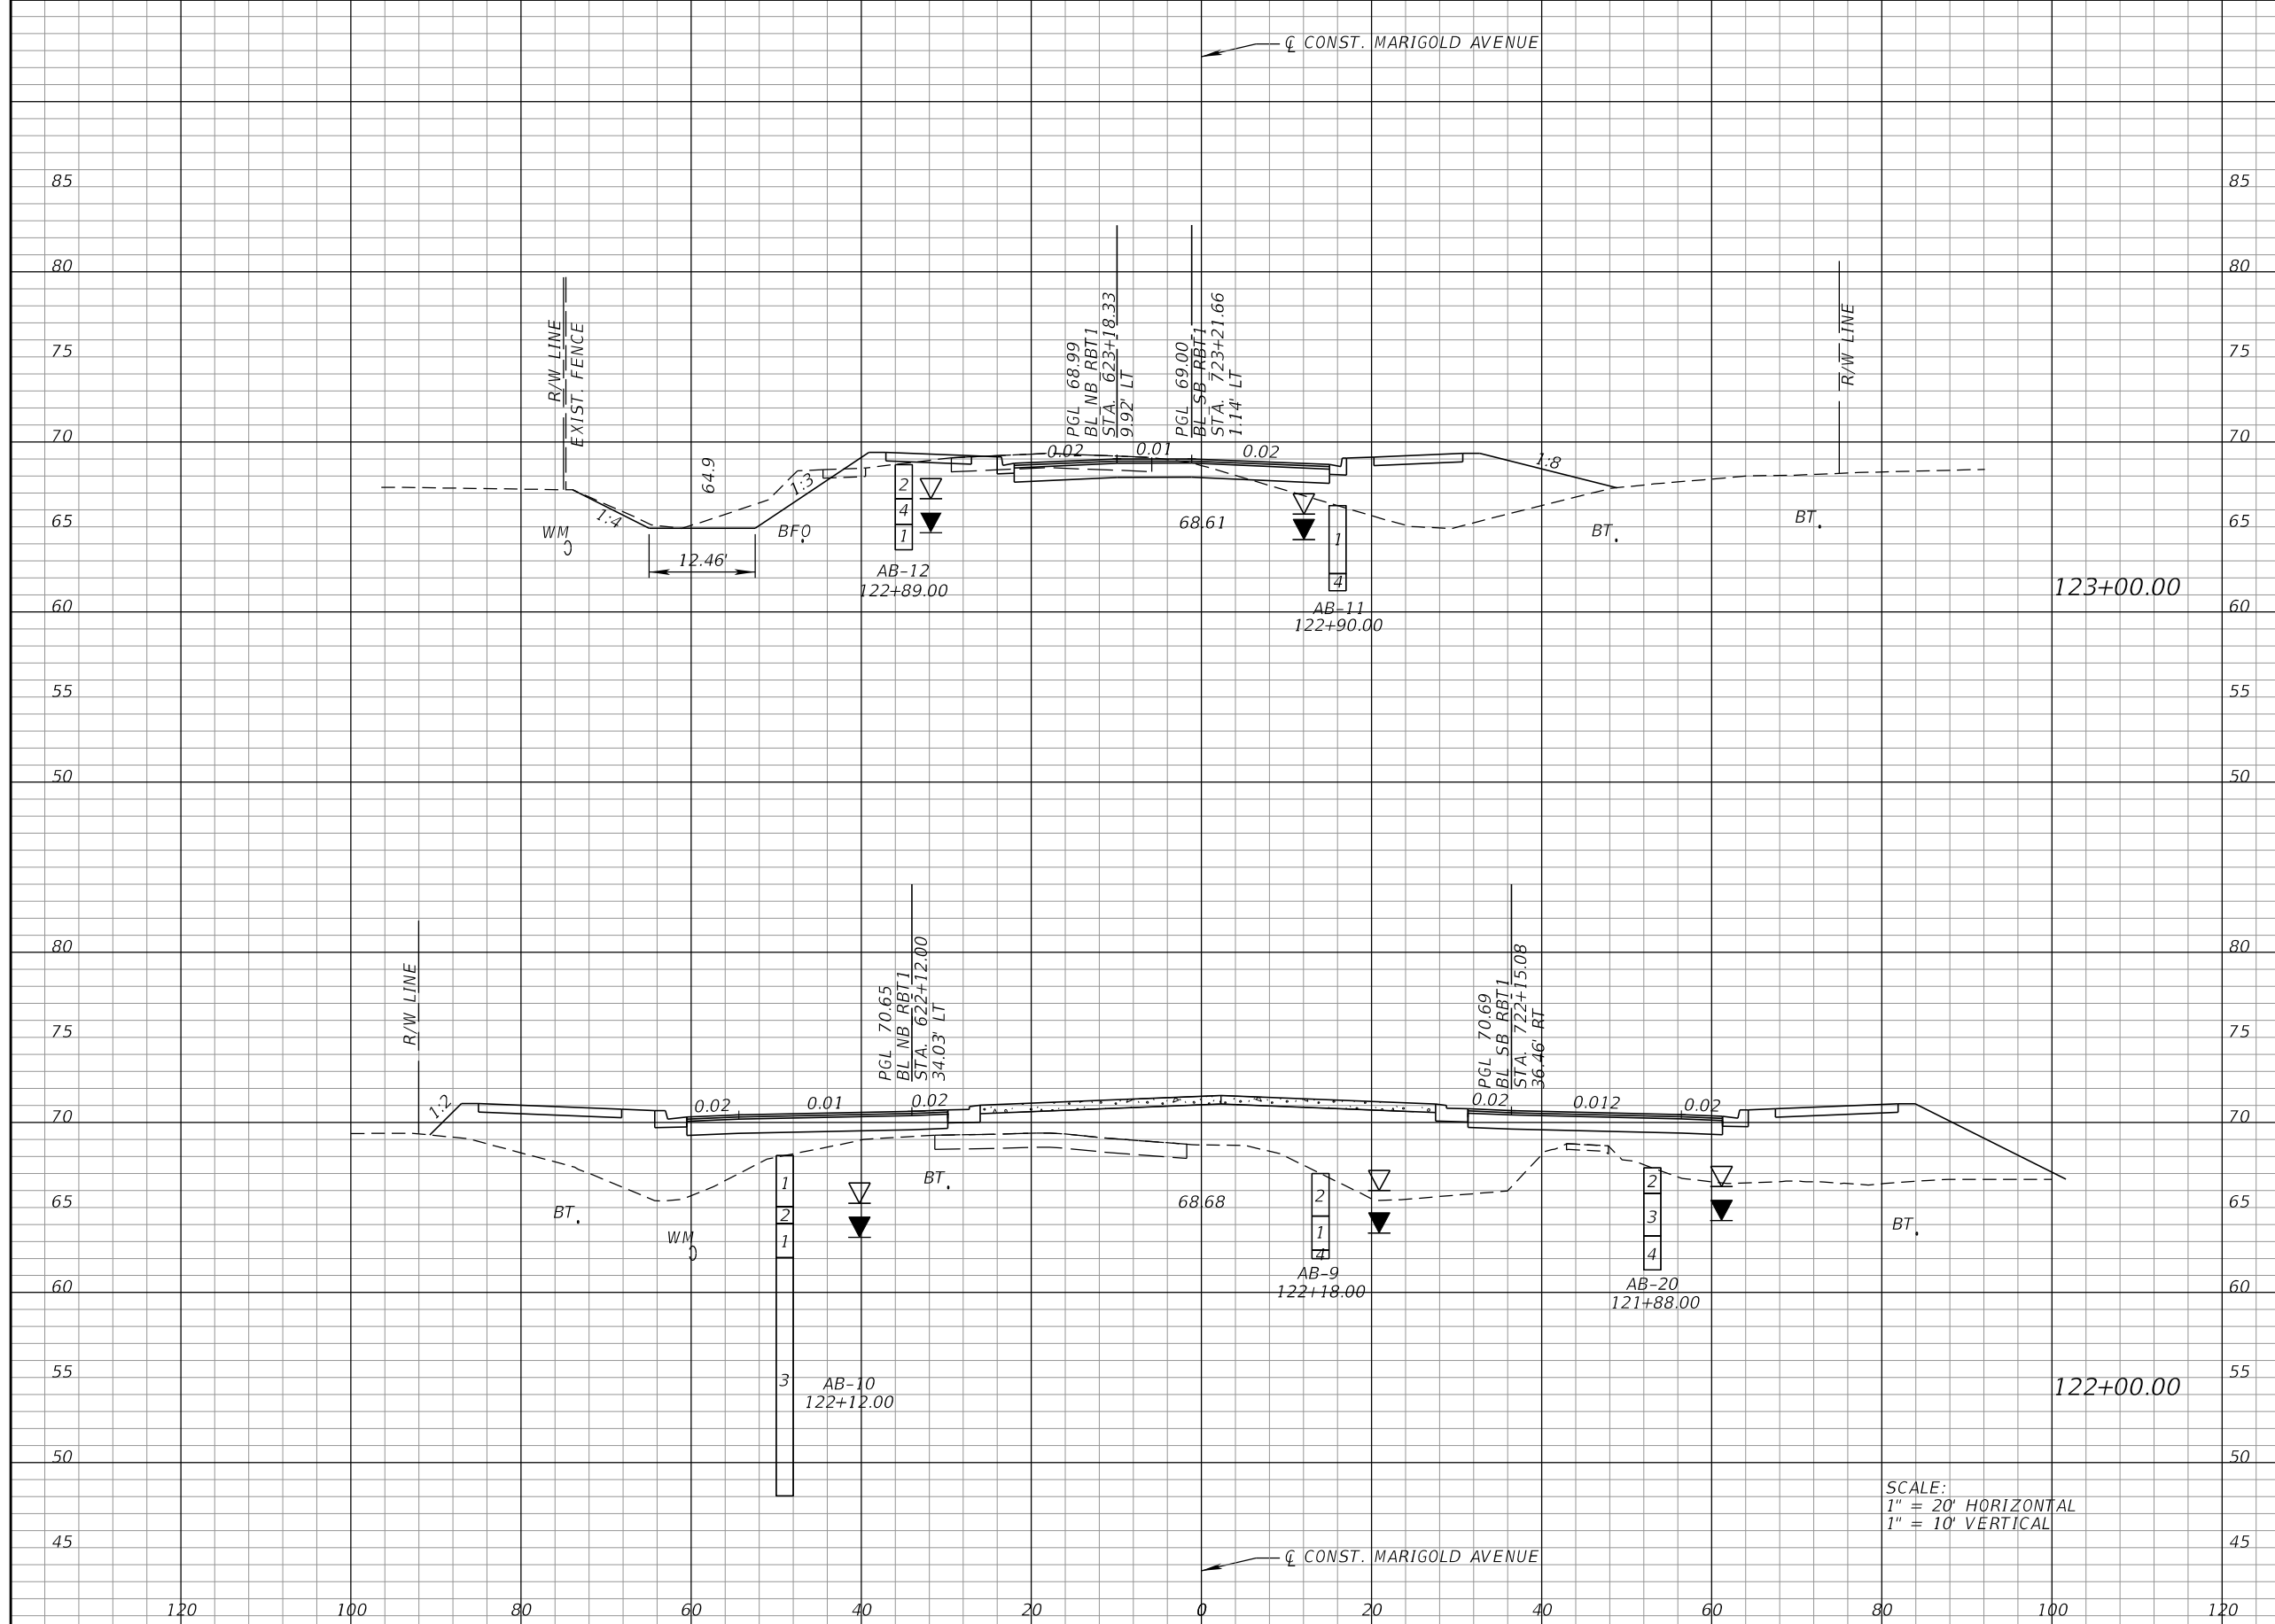 ℄ CONST. MARIGOLD AVENUE
85
85
80
80
75
75
70
70
65
65
60
60
55
55
50
50
R/W LINE
EXIST. FENCE
64.9
1:4
1:3
WM
BFO
12.46'
2
4
1
AB-12
122+89.00
PGL 68.99
BL NB RBT1
STA. 623+18.33
9.92' LT
PGL 69.00
BL SB RBT1
STA. 723+21.66
1.14' LT
0.02
0.01
0.02
68.61
1
4
AB-11
122+90.00
1:8
BT
R/W LINE
BT
123+00.00
80
80
75
75
70
70
65
65
60
60
55
55
50
50
45
45
R/W LINE
1:2
BT
WM
0.02
0.01
0.02
PGL 70.65
BL NB RBT1
STA. 622+12.00
34.03' LT
1
2
1
3
AB-10
122+12.00
BT
68.68
2
1
4
AB-9
122+18.00
PGL 70.69
BL SB RBT1
STA. 722+15.08
36.46' RT
0.02
0.012
0.02
2
3
4
AB-20
121+88.00
BT
122+00.00
SCALE:
1" = 20' HORIZONTAL
1" = 10' VERTICAL
℄ CONST. MARIGOLD AVENUE
120 100 80 60 40 20 0 20 40 60 80 100 120